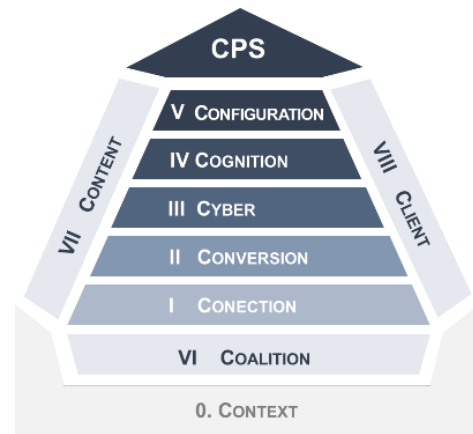 CPS
V CONFIGURATION
IV COGNITION
III CYBER
II CONVERSION
I CONECTION
VI COALITION
VII CONTENT
VIII CLIENT
0. CONTEXT